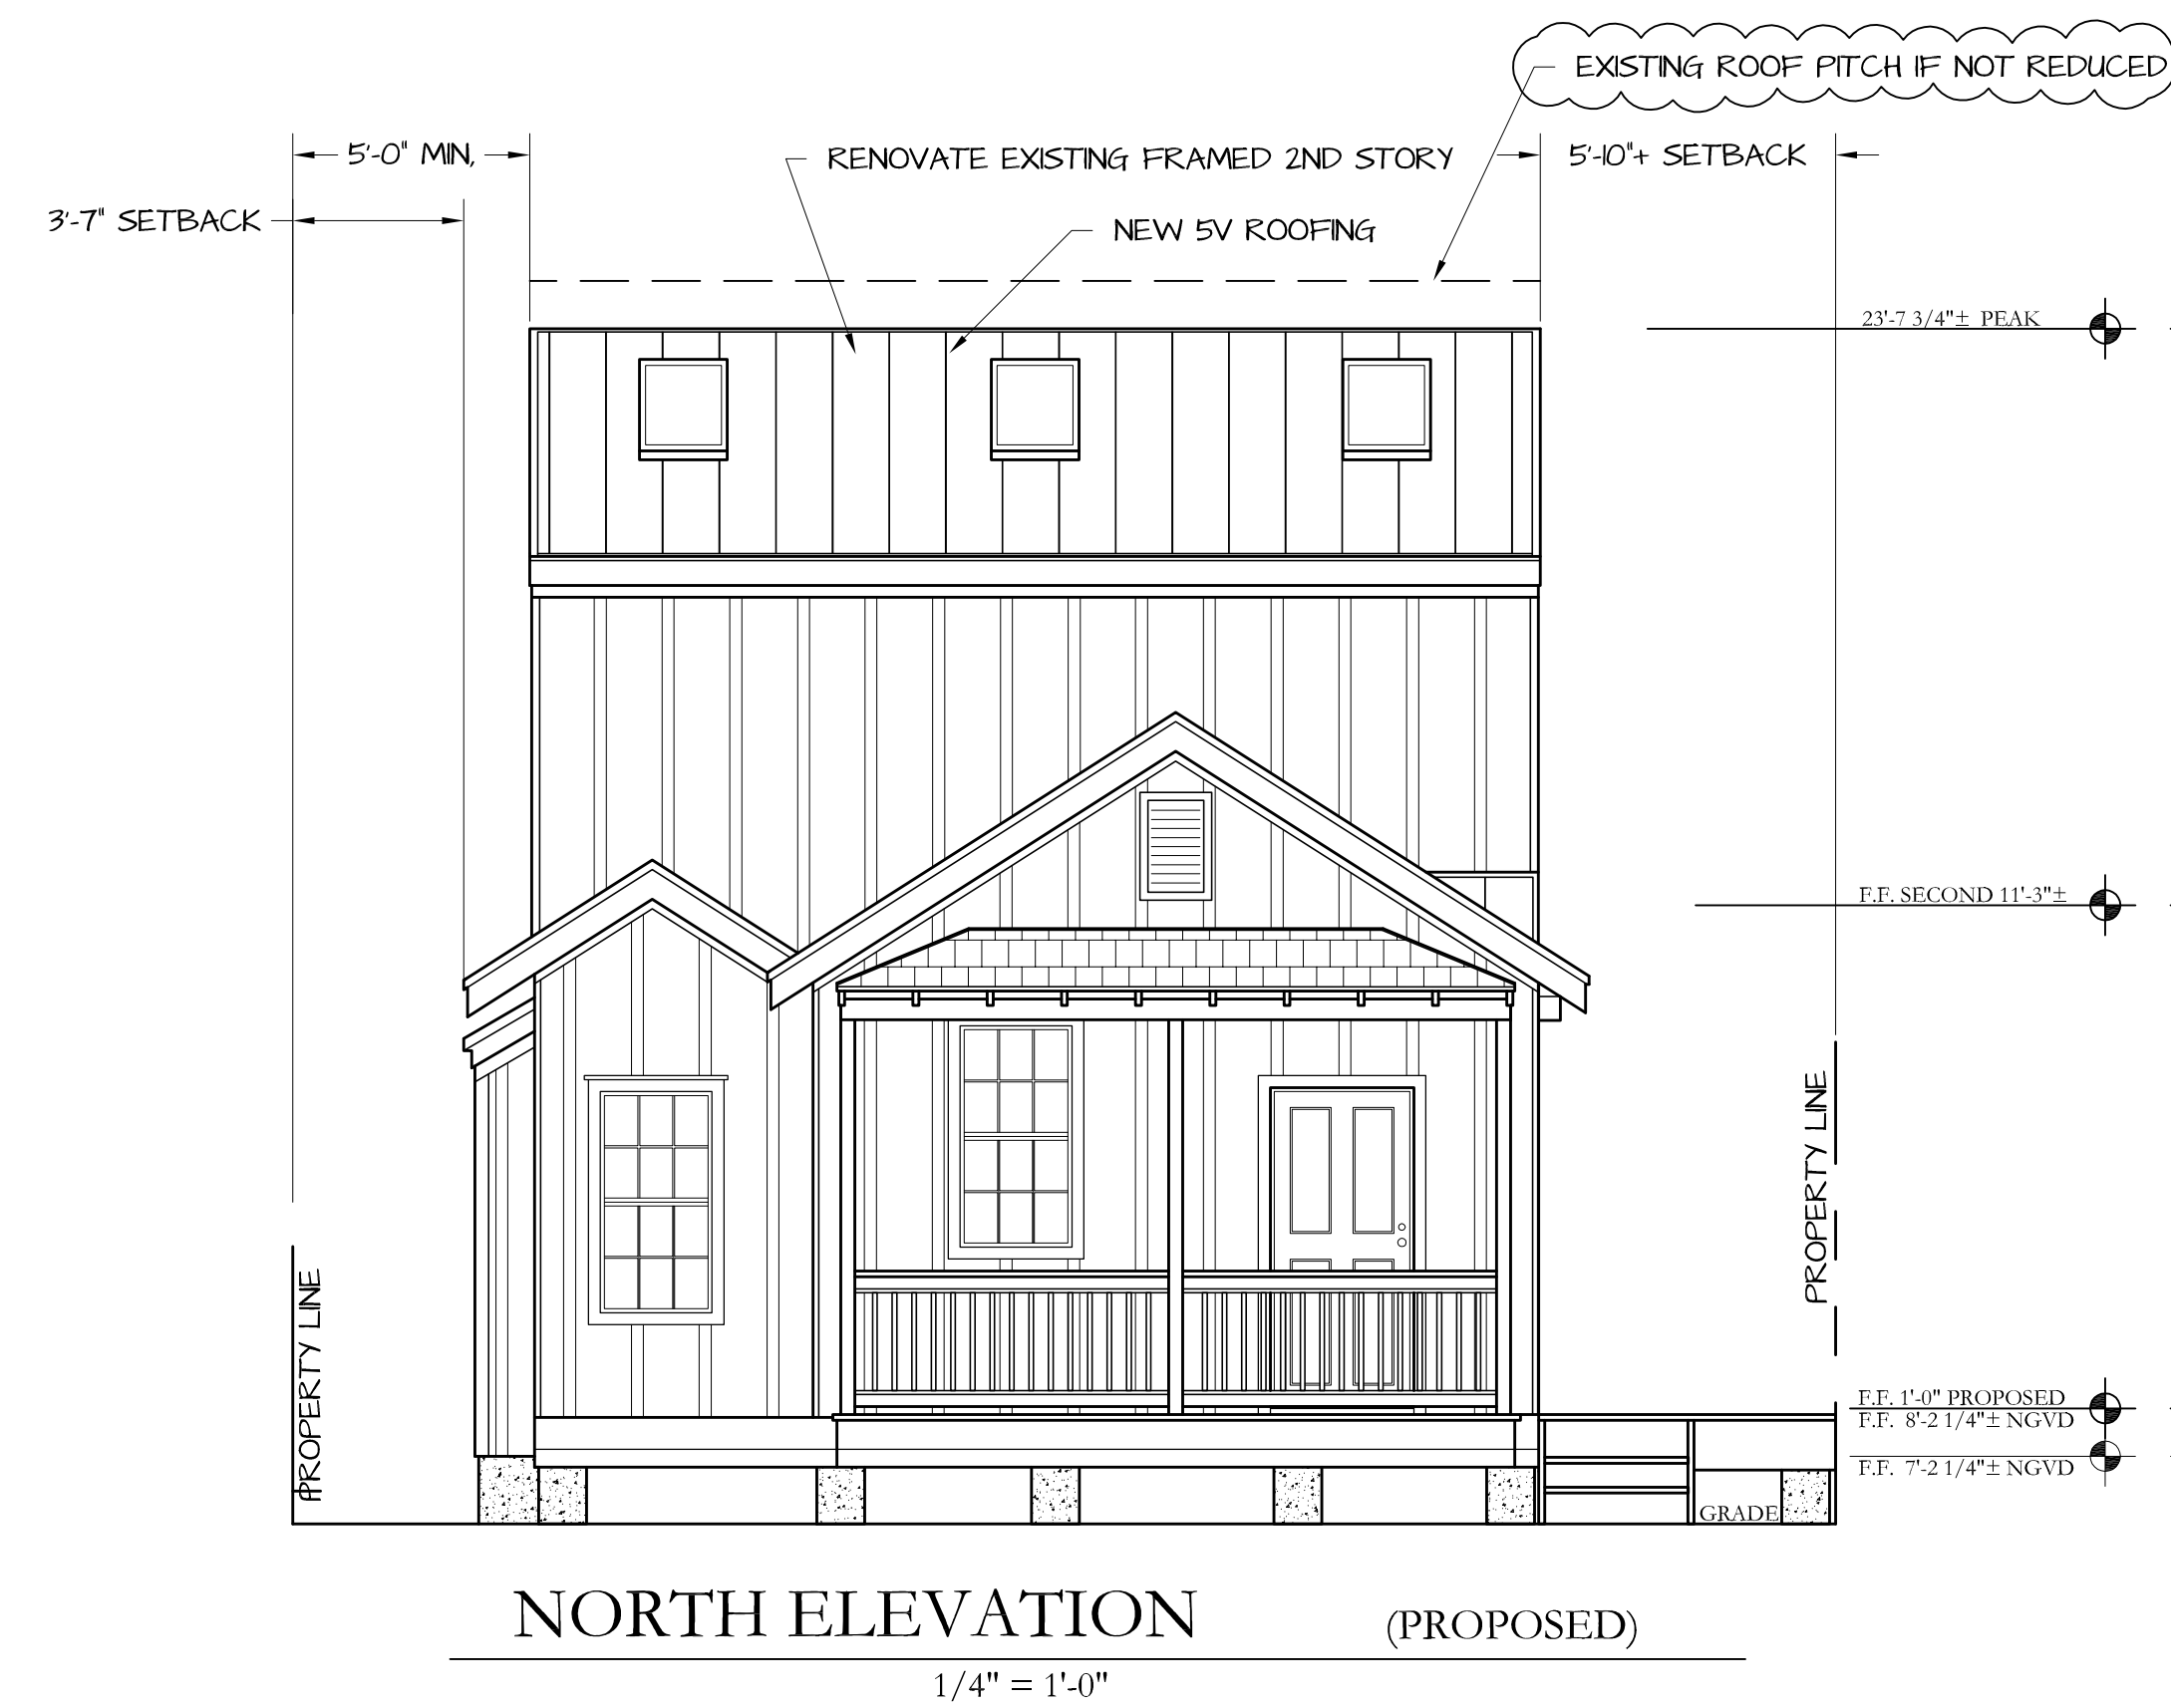 EXISTING ROOF PITCH IF NOT REDUCED
5'-0" MIN,
RENOVATE EXISTING FRAMED 2ND STORY
5'-10"+ SETBACK
3'-7" SETBACK
NEW 5V ROOFING
23'-7 3/4"± PEAK
F.F. SECOND 11'-3"±
PROPERTY LINE
PROPERTY LINE
F.F. 1'-0" PROPOSED
F.F. 8'-2 1/4"± NGVD
F.F. 7'-2 1/4"± NGVD
GRADE
NORTH ELEVATION (PROPOSED)
1/4" = 1'-0"